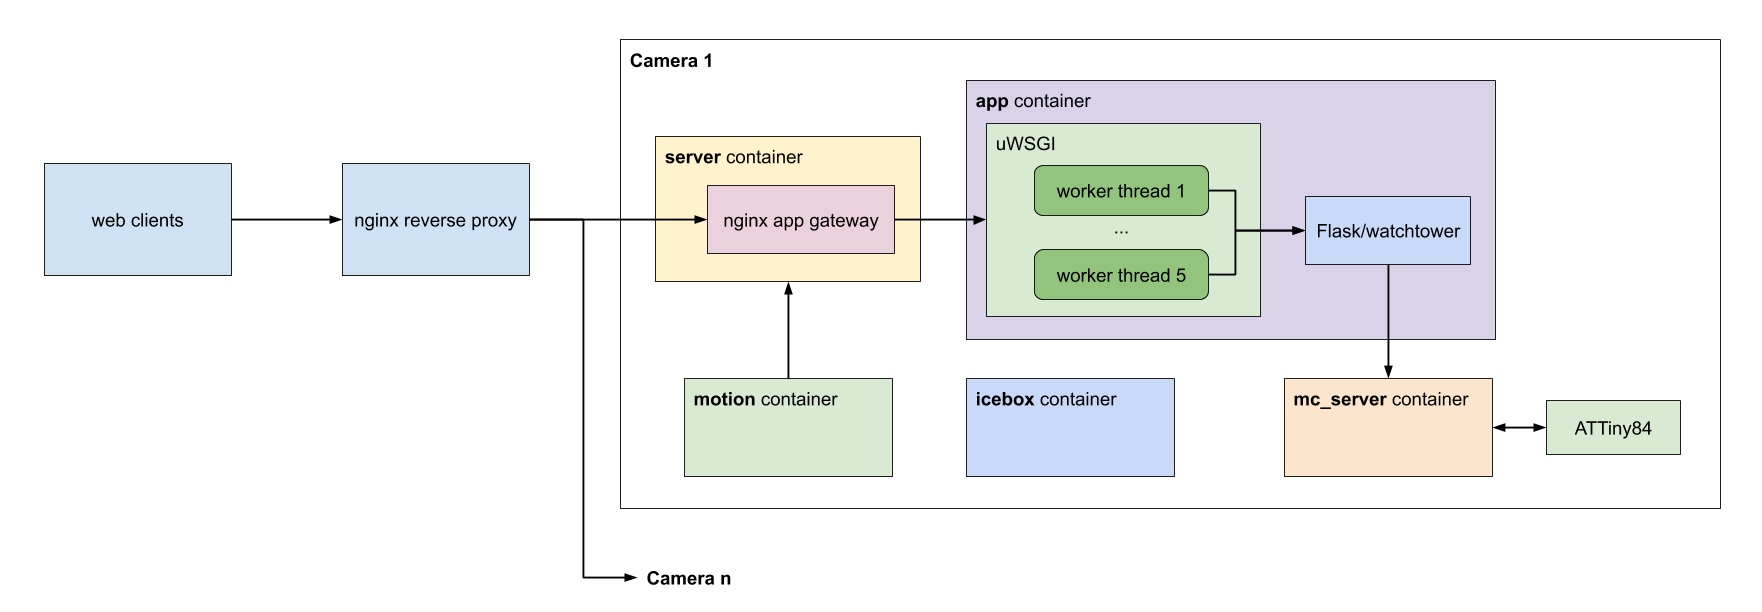 Camera 1
app container
uWSGI
server container
worker thread 1
web clients
nginx reverse proxy
nginx app gateway
...
Flask/watchtower
worker thread 5
motion container
icebox container
mc_server container
ATTiny84
Camera n